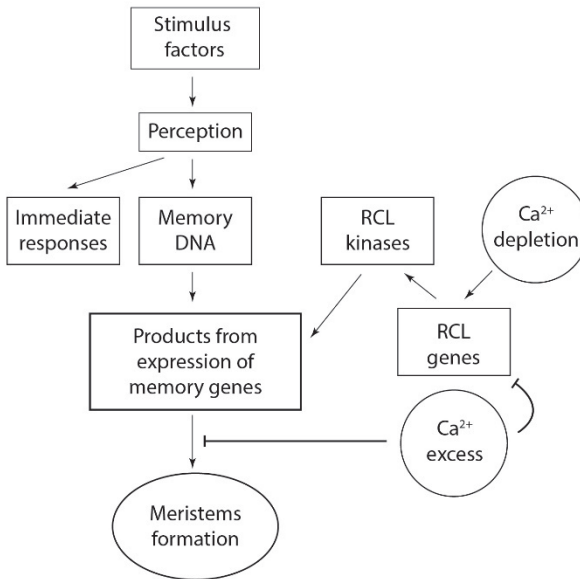 Stimulus
factors
Perception
Immediate
responses
Memory
DNA
RCL
kinases
Ca²⁺
depletion
Products from
expression of
memory genes
RCL
genes
Ca²⁺
excess
Meristems
formation